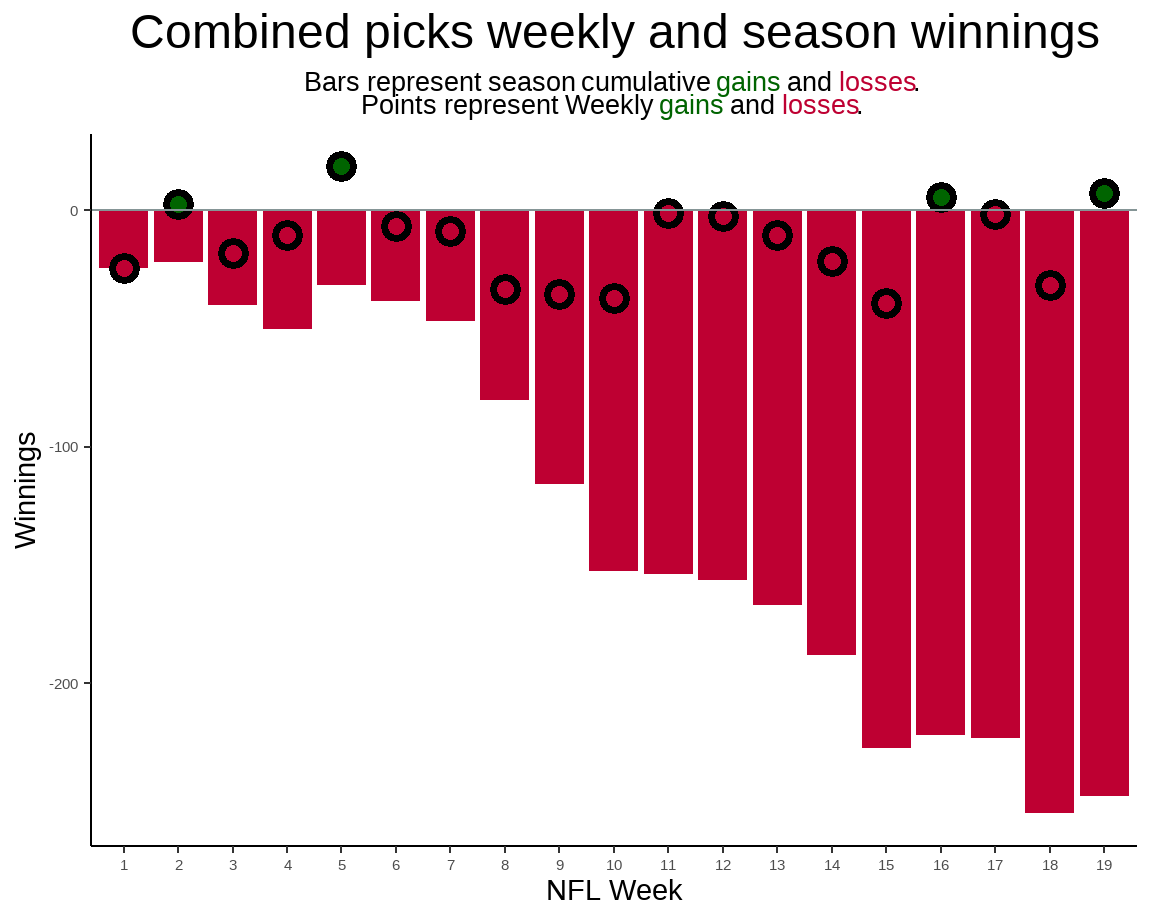 Combined picks weekly and season winnings
Bars represent season cumulative gains and losses.
Points represent Weekly gains and losses.
Winnings
0
-100
-200
1 2 3 4 5 6 7 8 9 10 11 12 13 14 15 16 17 18 19
NFL Week